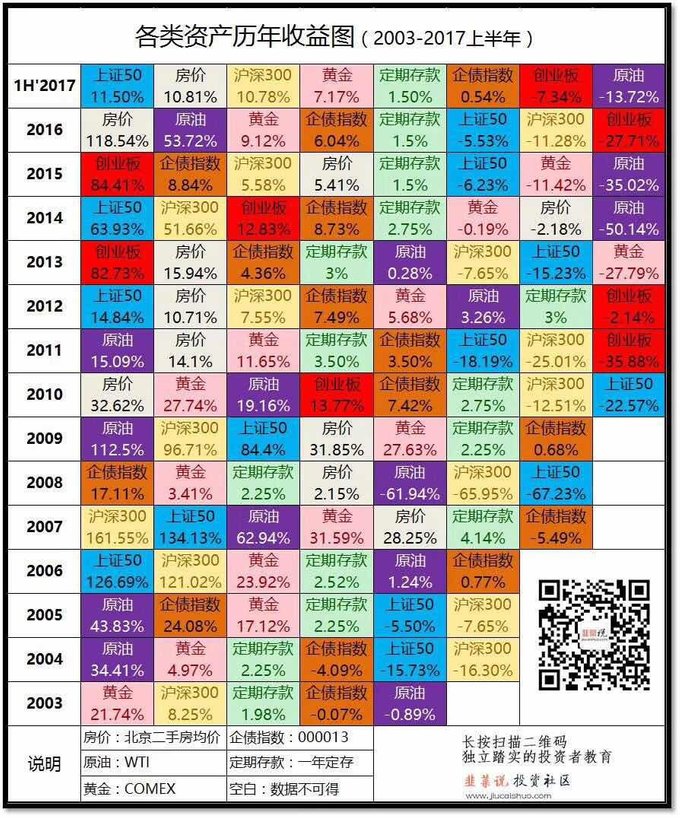 各类资产历年收益图（2003-2017上半年）
1H'2017 上证50 房价 沪深300 黄金 定期存款 企债指数 创业板 原油
11.50% 10.81% 10.78% 7.17% 1.50% 0.54% -7.34% -13.72%
2016 房价 原油 黄金 企债指数 定期存款 上证50 沪深300 创业板
118.54% 53.72% 9.12% 6.04% 1.5% -5.53% -11.28% -27.71%
2015 创业板 企债指数 沪深300 房价 定期存款 上证50 黄金 原油
84.41% 8.84% 5.58% 5.41% 1.5% -6.23% -11.42% -35.02%
2014 上证50 沪深300 创业板 企债指数 定期存款 黄金 房价 原油
63.93% 51.66% 12.83% 8.73% 2.75% -0.19% -2.18% -50.14%
2013 创业板 房价 企债指数 定期存款 原油 沪深300 上证50 黄金
82.73% 15.94% 4.36% 3% 0.28% -7.65% -15.23% -27.79%
2012 上证50 房价 沪深300 企债指数 黄金 原油 定期存款 创业板
14.84% 10.71% 7.55% 7.49% 5.68% 3.26% 3% -2.14%
2011 原油 房价 黄金 定期存款 企债指数 上证50 沪深300 创业板
15.09% 14.1% 11.65% 3.50% 3.50% -18.19% -25.01% -35.88%
2010 房价 黄金 原油 创业板 企债指数 定期存款 沪深300 上证50
32.62% 27.74% 19.16% 13.77% 7.42% 2.75% -12.51% -22.57%
2009 原油 沪深300 上证50 房价 黄金 定期存款 企债指数
112.5% 96.71% 84.4% 31.85% 27.63% 2.25% 0.68%
2008 企债指数 黄金 定期存款 房价 原油 沪深300 上证50
17.11% 3.41% 2.25% 2.15% -61.94% -65.95% -67.23%
2007 沪深300 上证50 原油 黄金 房价 定期存款 企债指数
161.55% 134.13% 62.94% 31.59% 28.25% 4.14% -5.49%
2006 上证50 沪深300 黄金 定期存款 原油 企债指数
126.69% 121.02% 23.92% 2.52% 1.24% 0.77%
2005 原油 企债指数 黄金 定期存款 上证50 沪深300
43.83% 24.08% 17.12% 2.25% -5.50% -7.65%
2004 原油 黄金 定期存款 企债指数 上证50 沪深300
34.41% 4.97% 2.25% -4.09% -15.73% -16.30%
2003 黄金 沪深300 定期存款 企债指数 原油
21.74% 8.25% 1.98% -0.07% -0.89%
说明
房价：北京二手房均价 企债指数：000013
原油：WTI 定期存款：一年定存
黄金：COMEX 空白：数据不可得
韭菜说
长按扫描二维码
独立踏实的投资者教育
韭菜说 投资社区
www.jiucaishuo.com